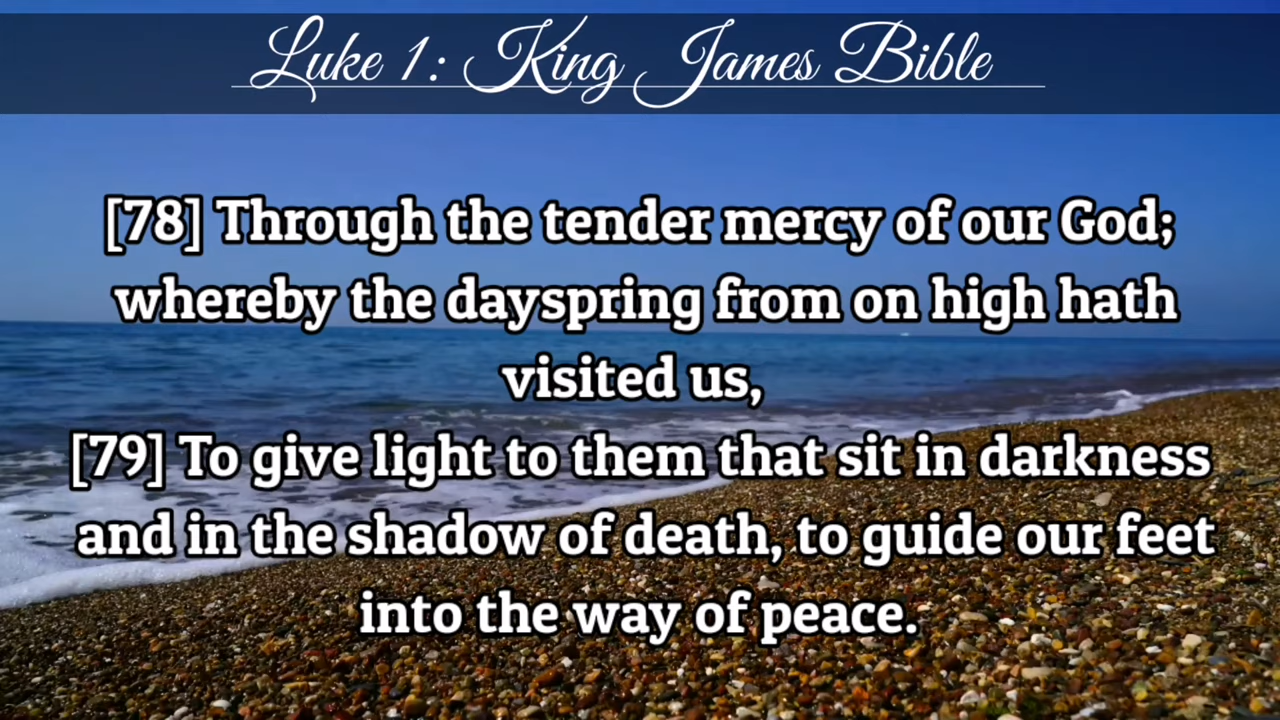 Luke 1: King James Bible
[78] Through the tender mercy of our God;
whereby the dayspring from on high hath
visited us,
[79] To give light to them that sit in darkness
and in the shadow of death, to guide our feet
into the way of peace.